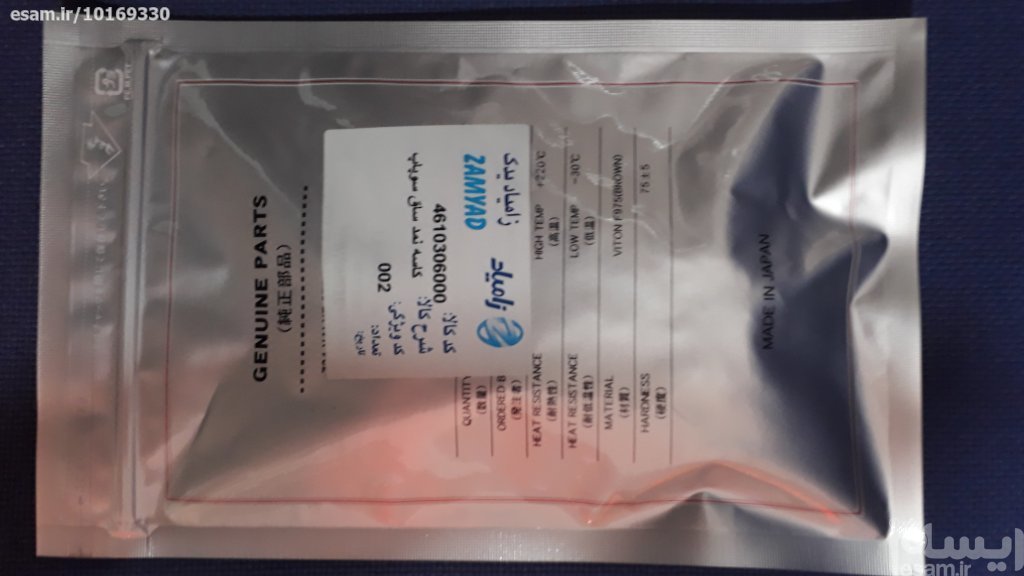 esam.ir/10169330
GENUINE PARTS
(純正部品)
زامیاد
ZAMYAD
کد کالا: 4610306000
شرح کالا: کاسه نمد ساق سوپاپ
کد ویژگی: 002
تعداد:
تاریخ:
QUANTITY
(数量)
ORDERED B
(発注者)
HEAT RESISTANCE HIGH TEMP +220℃
(耐熱性) (高温)
HEAT RESISTANCE LOW TEMP -30℃
(耐低温性) (低温)
MATERIAL VITON F975(BROWN)
(材質)
HARDNESS 75±5
(硬度)
MADE IN JAPAN
ایسام
esam.ir